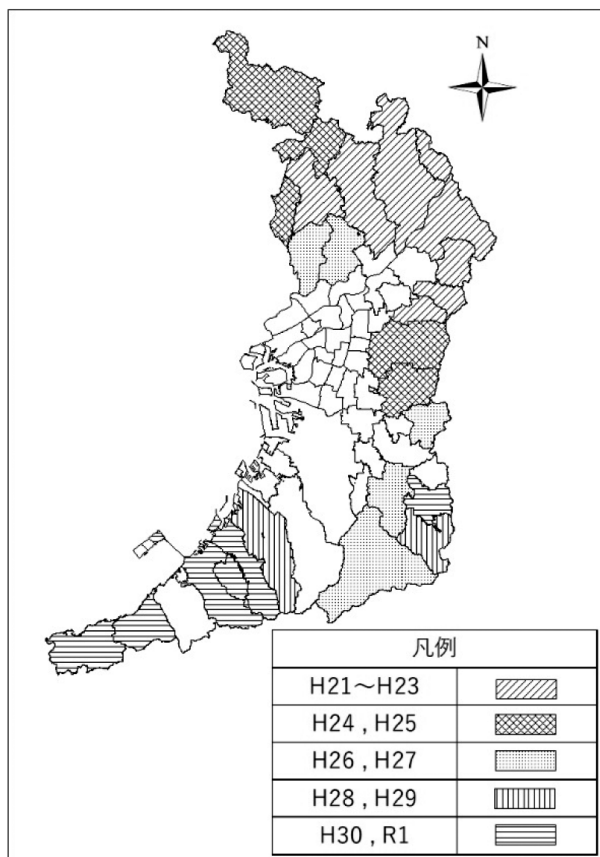 N
凡例
H21～H23
H24 , H25
H26 , H27
H28 , H29
H30 , R1